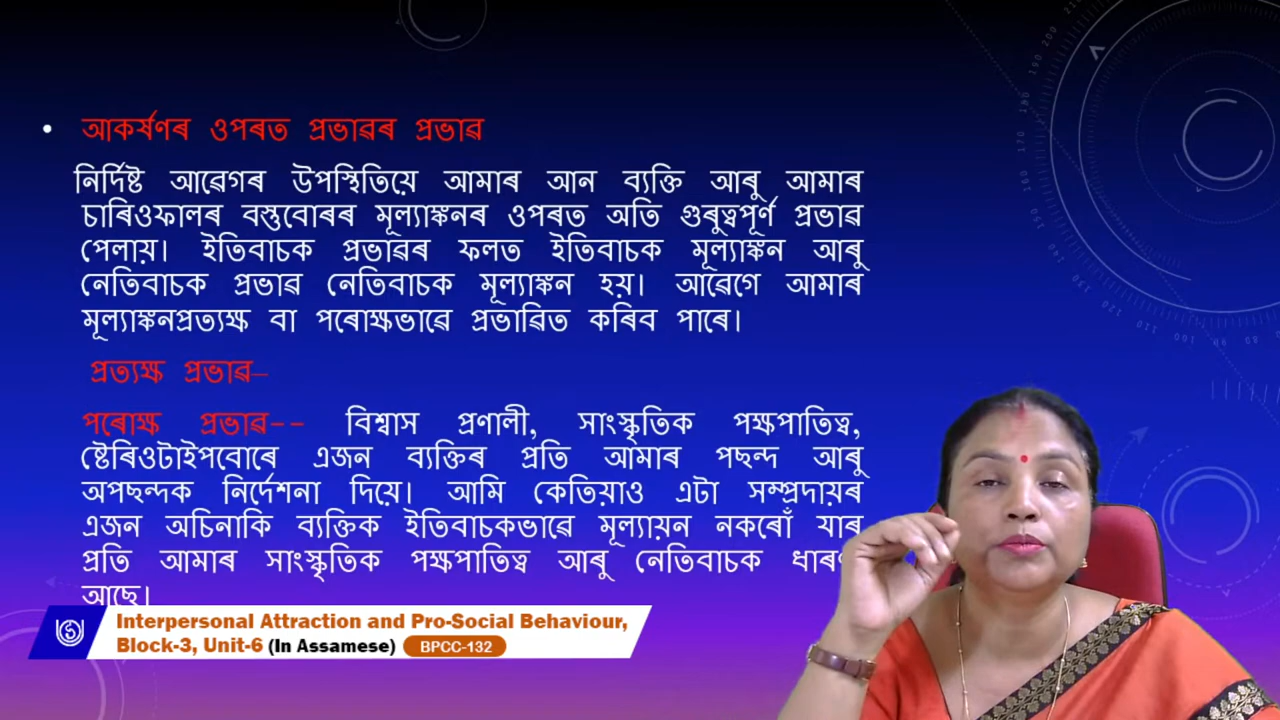 • আকৰ্ষণৰ ওপৰত প্ৰভাৱৰ প্ৰভাৱ
নিৰ্দিষ্ট আৱেগৰ উপস্থিতিয়ে আমাৰ আন ব্যক্তি আৰু আমাৰ
চাৰিওফালৰ বস্তুবোৰৰ মূল্যাঙ্কনৰ ওপৰত অতি গুৰুত্বপূৰ্ণ প্ৰভাৱ
পেলায়। ইতিবাচক প্ৰভাৱৰ ফলত ইতিবাচক মূল্যাঙ্কন আৰু
নেতিবাচক প্ৰভাৱ নেতিবাচক মূল্যাঙ্কন হয়। আৱেগে আমাৰ
মূল্যাঙ্কনপ্ৰত্যক্ষ বা পৰোক্ষভাৱে প্ৰভাৱিত কৰিব পাৰে।
প্ৰত্যক্ষ প্ৰভাৱ–
পৰোক্ষ প্ৰভাৱ-- বিশ্বাস প্ৰণালী, সাংস্কৃতিক পক্ষপাতিত্ব,
ষ্টেৰিওটাইপবোৰে এজন ব্যক্তিৰ প্ৰতি আমাৰ পছন্দ আৰু
অপছন্দক নিৰ্দেশনা দিয়ে। আমি কেতিয়াও এটা সম্প্ৰদায়ৰ
এজন অচিনাকি ব্যক্তিক ইতিবাচকভাৱে মূল্যায়ন নকৰোঁ যাৰ
প্ৰতি আমাৰ সাংস্কৃতিক পক্ষপাতিত্ব আৰু নেতিবাচক
আছে।
Interpersonal Attraction and Pro-Social Behaviour,
Block-3, Unit-6 (In Assamese) BPCC-132